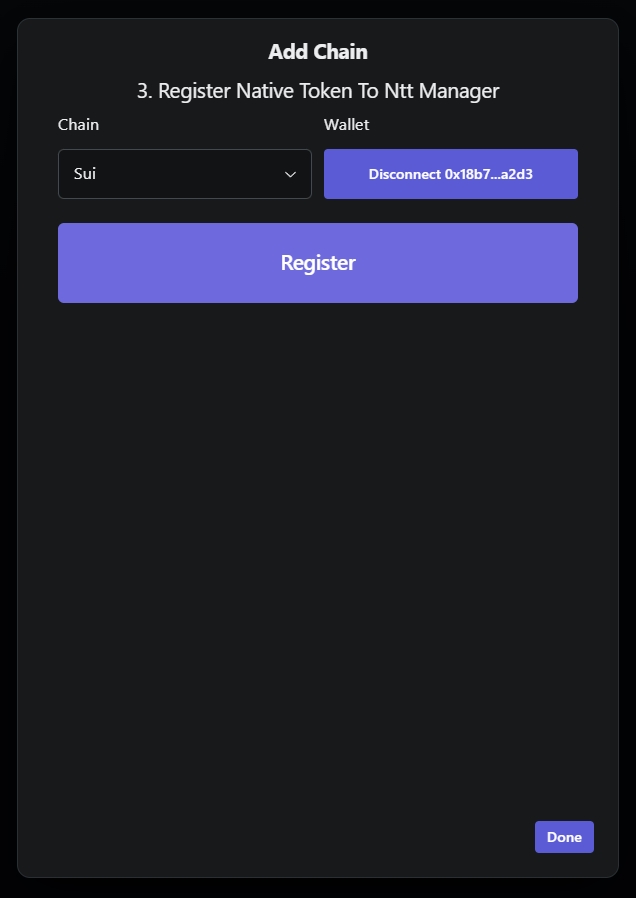 Add Chain
3. Register Native Token To Ntt Manager
Chain
Wallet
Sui
Disconnect 0x18b7...a2d3
Register
Done